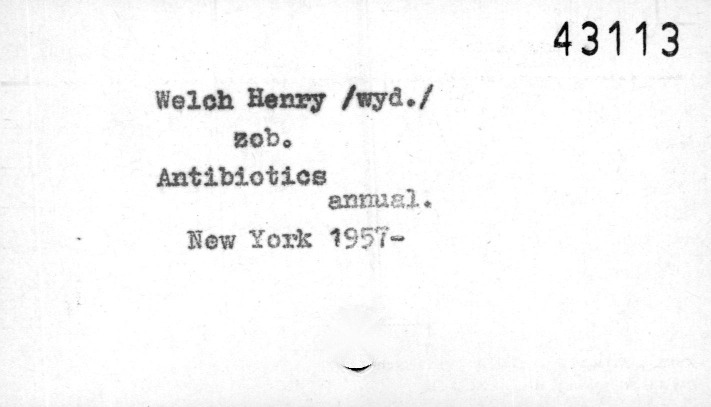 43113
Welch Henry /wyd./
zob.
Antibiotics
annual.
New York 1957-